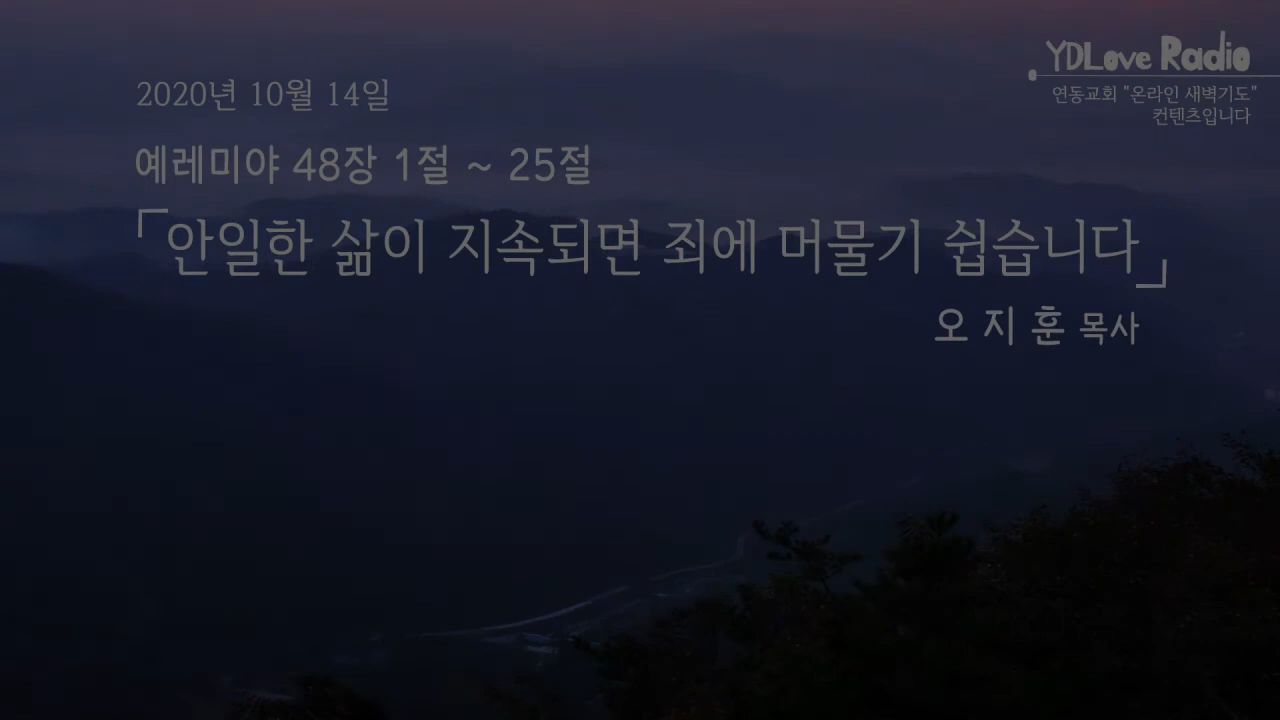 YDLove Radio
연동교회 "온라인 새벽기도"
컨텐츠입니다
2020년 10월 14일
예레미야 48장 1절 ~ 25절
「안일한 삶이 지속되면 죄에 머물기 쉽습니다」
오 지 훈 목사